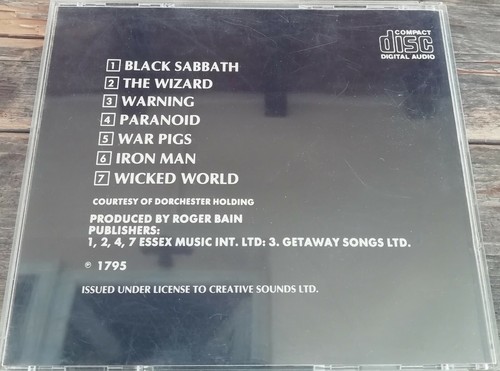 COMPACT
disc
DIGITAL AUDIO
1 BLACK SABBATH
2 THE WIZARD
3 WARNING
4 PARANOID
5 WAR PIGS
6 IRON MAN
7 WICKED WORLD
COURTESY OF DORCHESTER HOLDING
PRODUCED BY ROGER BAIN
PUBLISHERS:
1, 2, 4, 7 ESSEX MUSIC INT. LTD: 3. GETAWAY SONGS LTD.
℗ 1795
ISSUED UNDER LICENSE TO CREATIVE SOUNDS LTD.